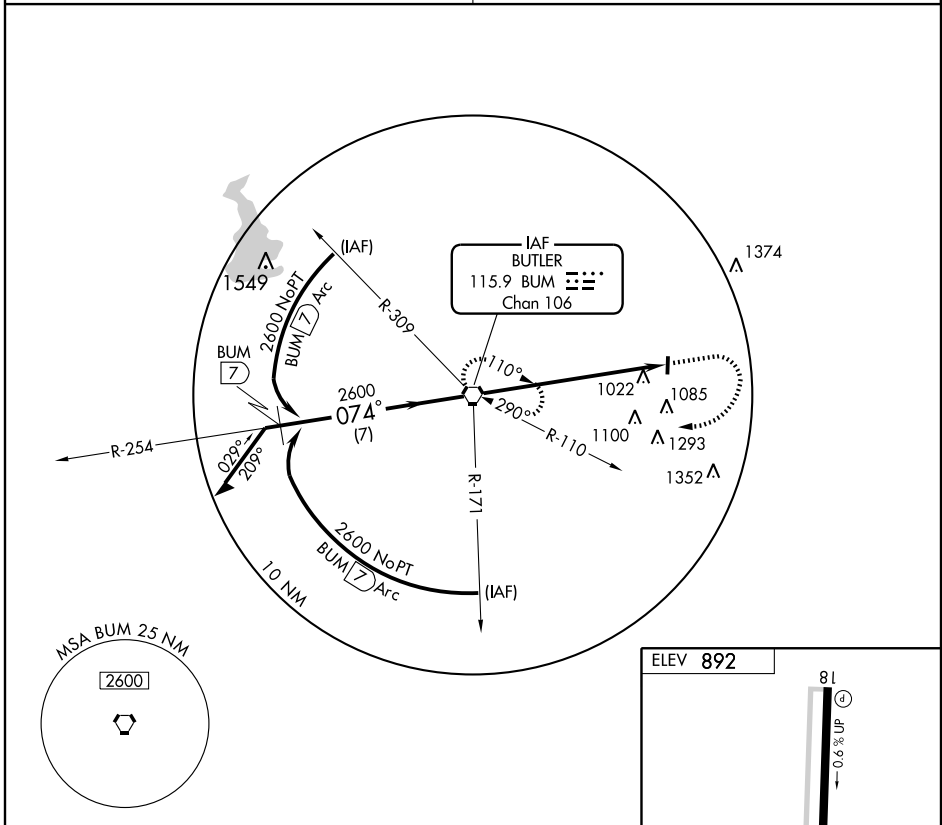 1374
(IAF)
IAF
BUTLER
115.9 BUM
Chan 106
1549
2600 NoPT
BUM 7 Arc
R-309
BUM
7
110°
2600
074°
(7)
1022
1085
290°
1100
R-110
1293
R-254
029°
209°
1352
R-171
2600 NoPT
BUM 7 Arc
(IAF)
10 NM
MSA BUM 25 NM
2600
ELEV 892
18
P
0.6 % UP